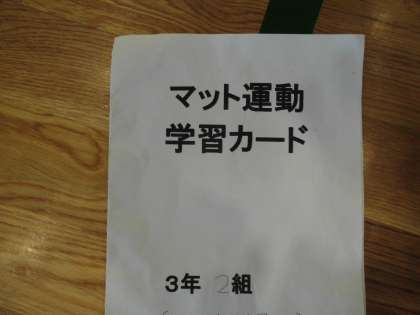 マット運動
学習カード
3年 2組